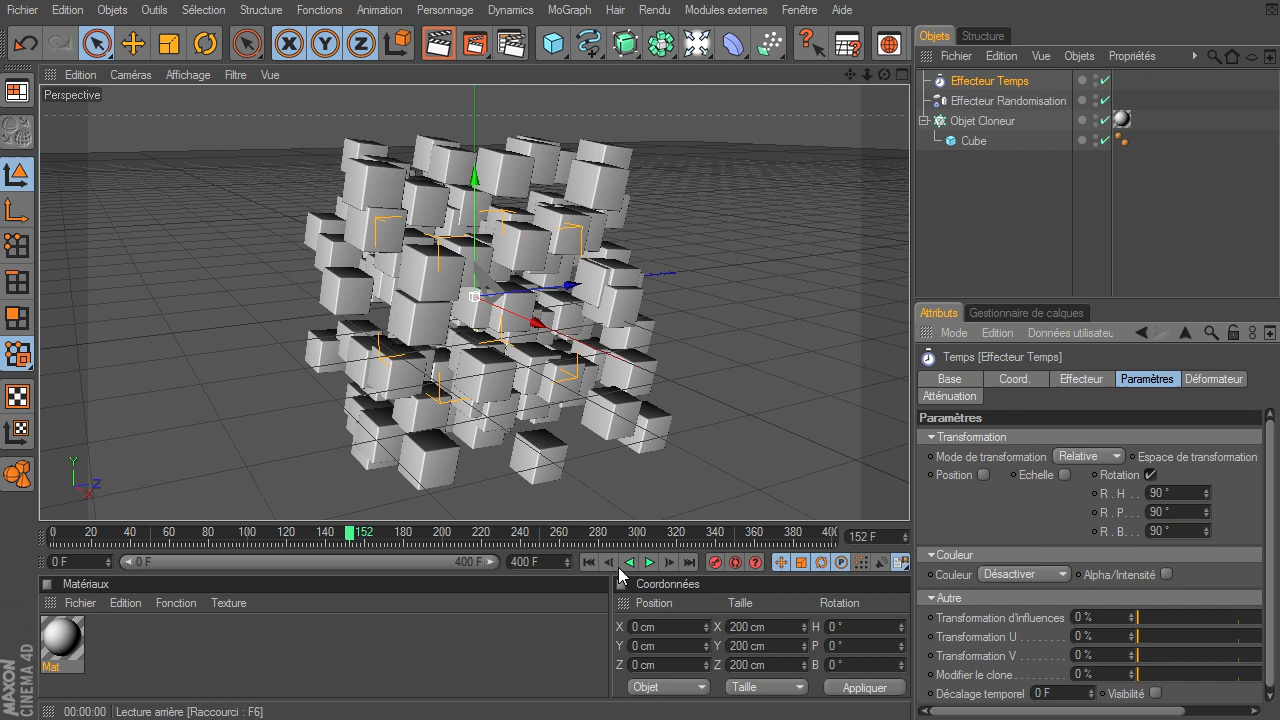 Fichier Edition Objets Outils Sélection Structure Fonctions Animation Personnage Dynamics MoGraph Hair Rendu Modules externes Fenêtre Aide
Objets Structure
Edition Caméras Affichage Filtre Vue
Fichier Edition Vue Objets Propriétés
Perspective
Effecteur Temps
Effecteur Randomisation
Objet Cloneur
Cube
Y
Z
X
Attributs Gestionnaire de calques
Mode Edition Données utilisateu
Temps [Effecteur Temps]
Base Coord. Effecteur Paramètres Déformateur
Atténuation
Paramètres
Transformation
Mode de transformation Relative Espace de transformation
Position Echelle Rotation
R . H . . . 90 °
R . P. . . 90 °
R . B. . . 90 °
Couleur
Couleur Désactiver Alpha/Intensité
Autre
Transformation d'influences 0 %
Transformation U . . . . . . . . 0 %
Transformation V . . . . . . . . 0 %
Modifier le clone . . . . . . . . 0 %
Décalage temporel 0 F Visibilité
0 20 40 60 80 100 120 140 152 180 200 220 240 260 280 300 320 340 360 380 400 152 F
0 F 0 F 400 F 400 F
Matériaux
Fichier Edition Fonction Texture
Mat
Coordonnées
Position Taille Rotation
X 0 cm X 200 cm H 0 °
Y 0 cm Y 200 cm P 0 °
Z 0 cm Z 200 cm B 0 °
Objet Taille Appliquer
MAXON
CINEMA 4D
00:00:00 Lecture arrière [Raccourci : F6]